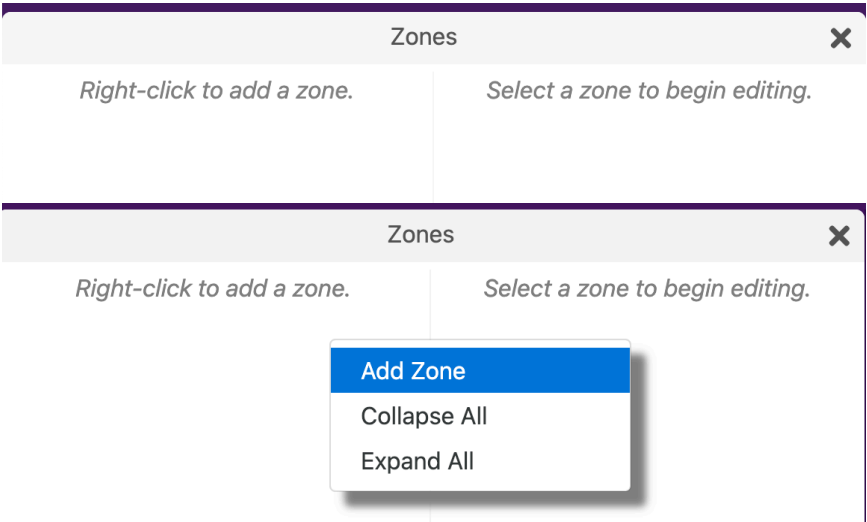 Zones
Right-click to add a zone.
Select a zone to begin editing.
Zones
Right-click to add a zone.
Select a zone to begin editing.
Add Zone
Collapse All
Expand All